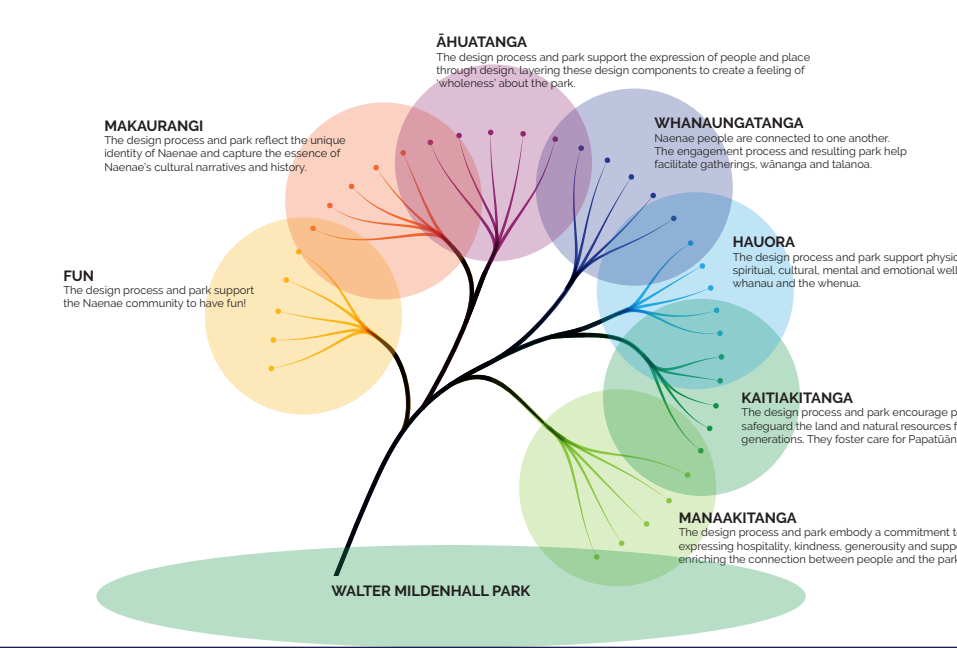 ĀHUATANGA
The design process and park support the expression of people and place
through design, layering these design components to create a feeling of
'wholeness' about the park.
MAKAURANGI
The design process and park reflect the unique
identity of Naenae and capture the essence of
Naenae's cultural narratives and history.
WHANAUNGATANGA
Naenae people are connected to one another.
The engagement process and resulting park help
facilitate gatherings, wānanga and talanoa.
HAUORA
The design process and park support physic
spiritual, cultural, mental and emotional well
whanau and the whenua.
FUN
The design process and park support
the Naenae community to have fun!
KAITIAKITANGA
The design process and park encourage p
safeguard the land and natural resources f
generations. They foster care for Papatūān
MANAAKITANGA
The design process and park embody a commitment t
expressing hospitality, kindness, generousity and supp
enriching the connection between people and the park
WALTER MILDENHALL PARK